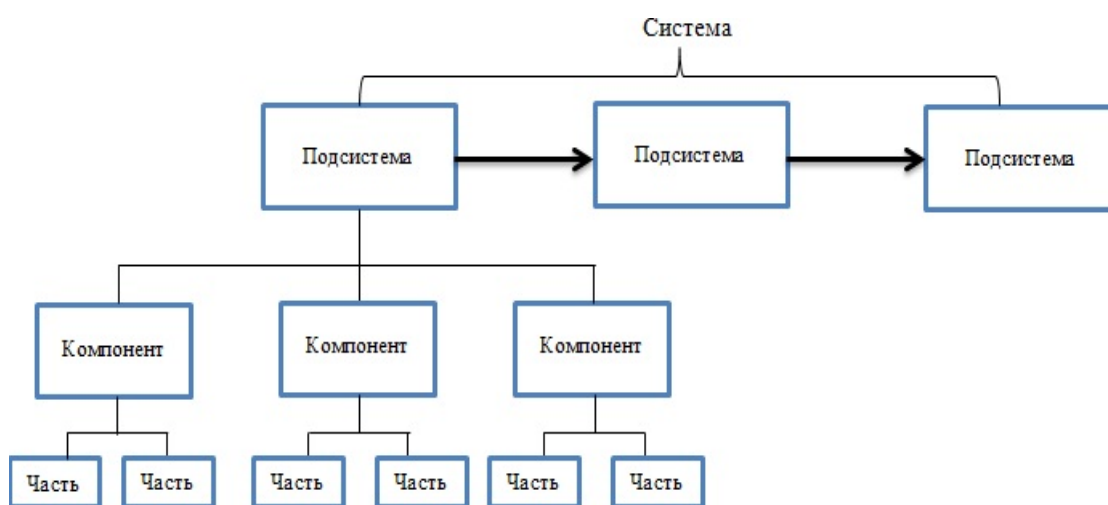 Система
Подсистема
Подсистема
Подсистема
Компонент
Компонент
Компонент
Часть
Часть
Часть
Часть
Часть
Часть